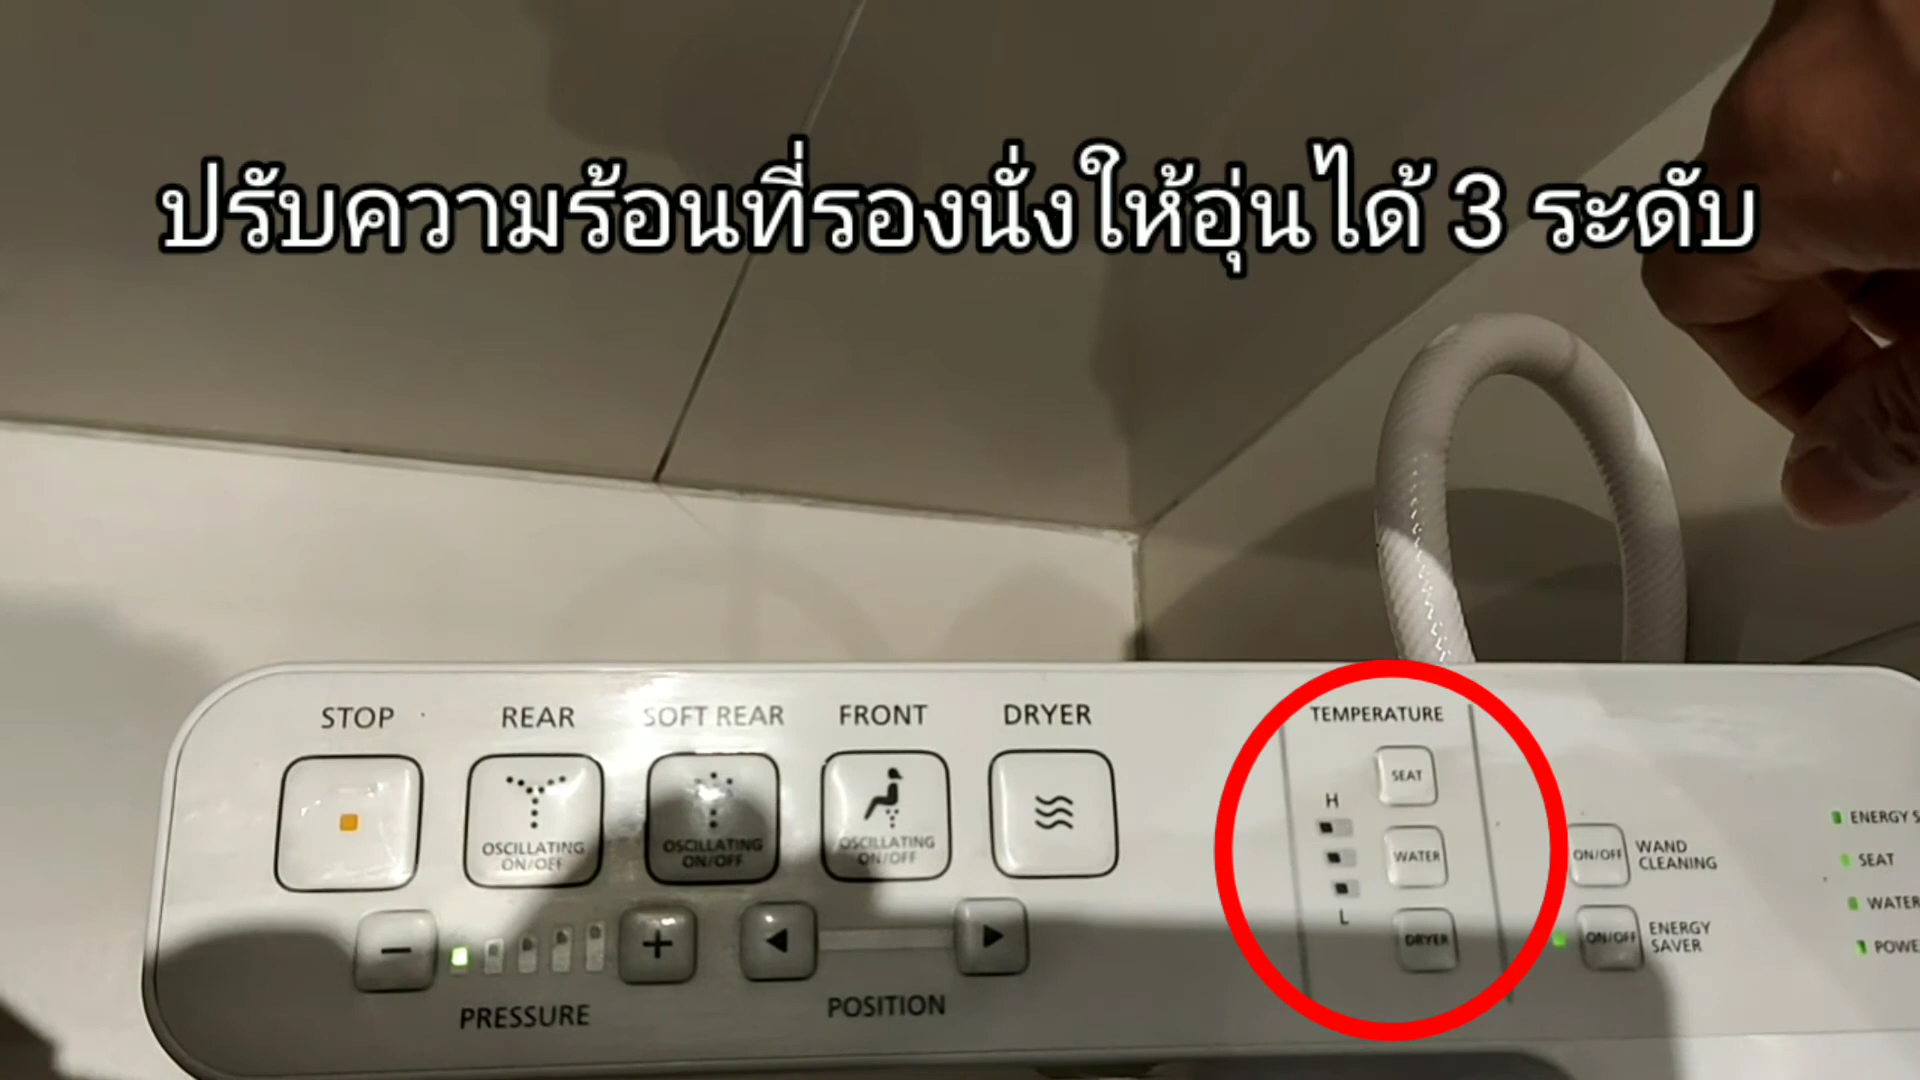 ปรับความร้อนที่รองนั่งให้อุ่นได้ 3 ระดับ
STOP
REAR
SOFT REAR
FRONT
DRYER
TEMPERATURE
OSCILLATING
ON/OFF
OSCILLATING
ON/OFF
OSCILLATING
ON/OFF
H
L
SEAT
WATER
DRYER
ON/OFF
WAND
CLEANING
ON/OFF
ENERGY
SAVER
ENERGY
SEAT
WATER
PRESSURE
POSITION